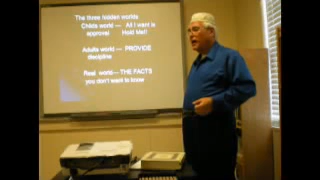 The three hidden worlds
Childs world — All I want is
approval Hold Me!!
Adults world — PROVIDE
discipline
Real world— THE FACTS
you don't want to know